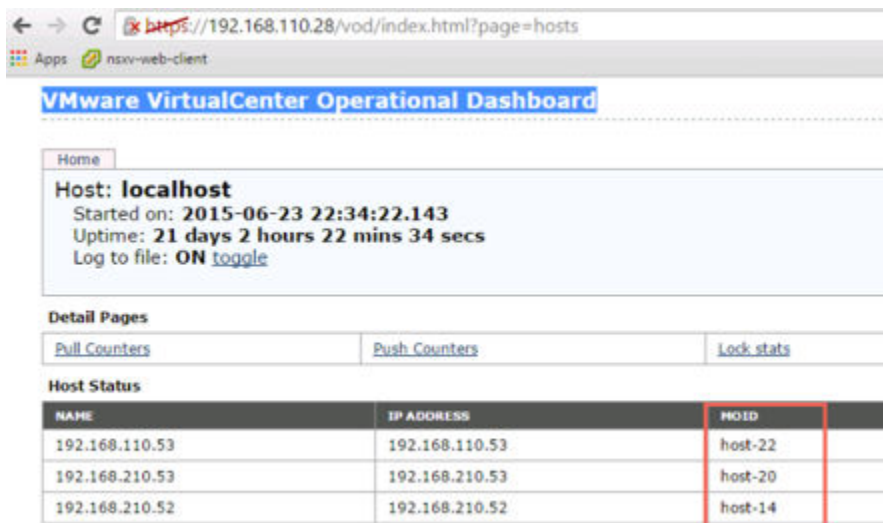 https://192.168.110.28/vod/index.html?page=hosts
Apps nsxv-web-client
VMware VirtualCenter Operational Dashboard
Home
Host: localhost
Started on: 2015-06-23 22:34:22.143
Uptime: 21 days 2 hours 22 mins 34 secs
Log to file: ON toggle
Detail Pages
Pull Counters Push Counters Lock stats
Host Status
NAME IP ADDRESS MOID
192.168.110.53 192.168.110.53 host-22
192.168.210.53 192.168.210.53 host-20
192.168.210.52 192.168.210.52 host-14